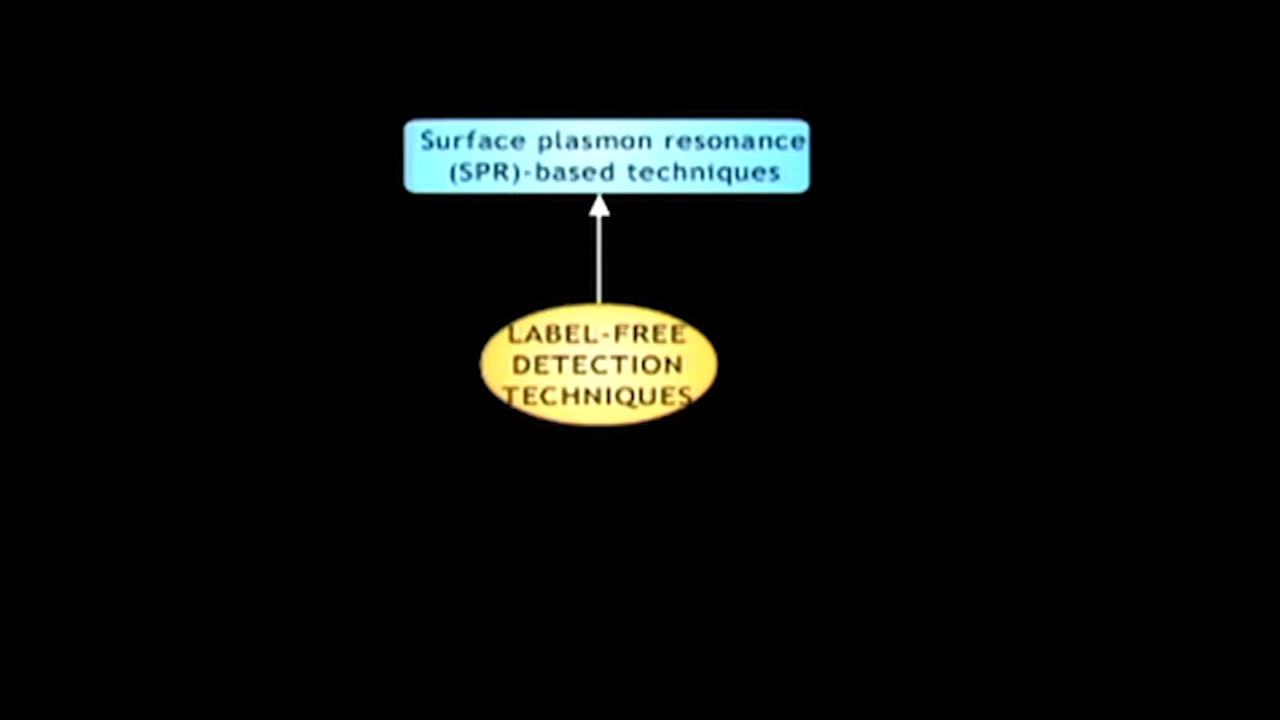 Surface plasmon resonance
(SPR)-based techniques
LABEL-FREE
DETECTION
TECHNIQUES